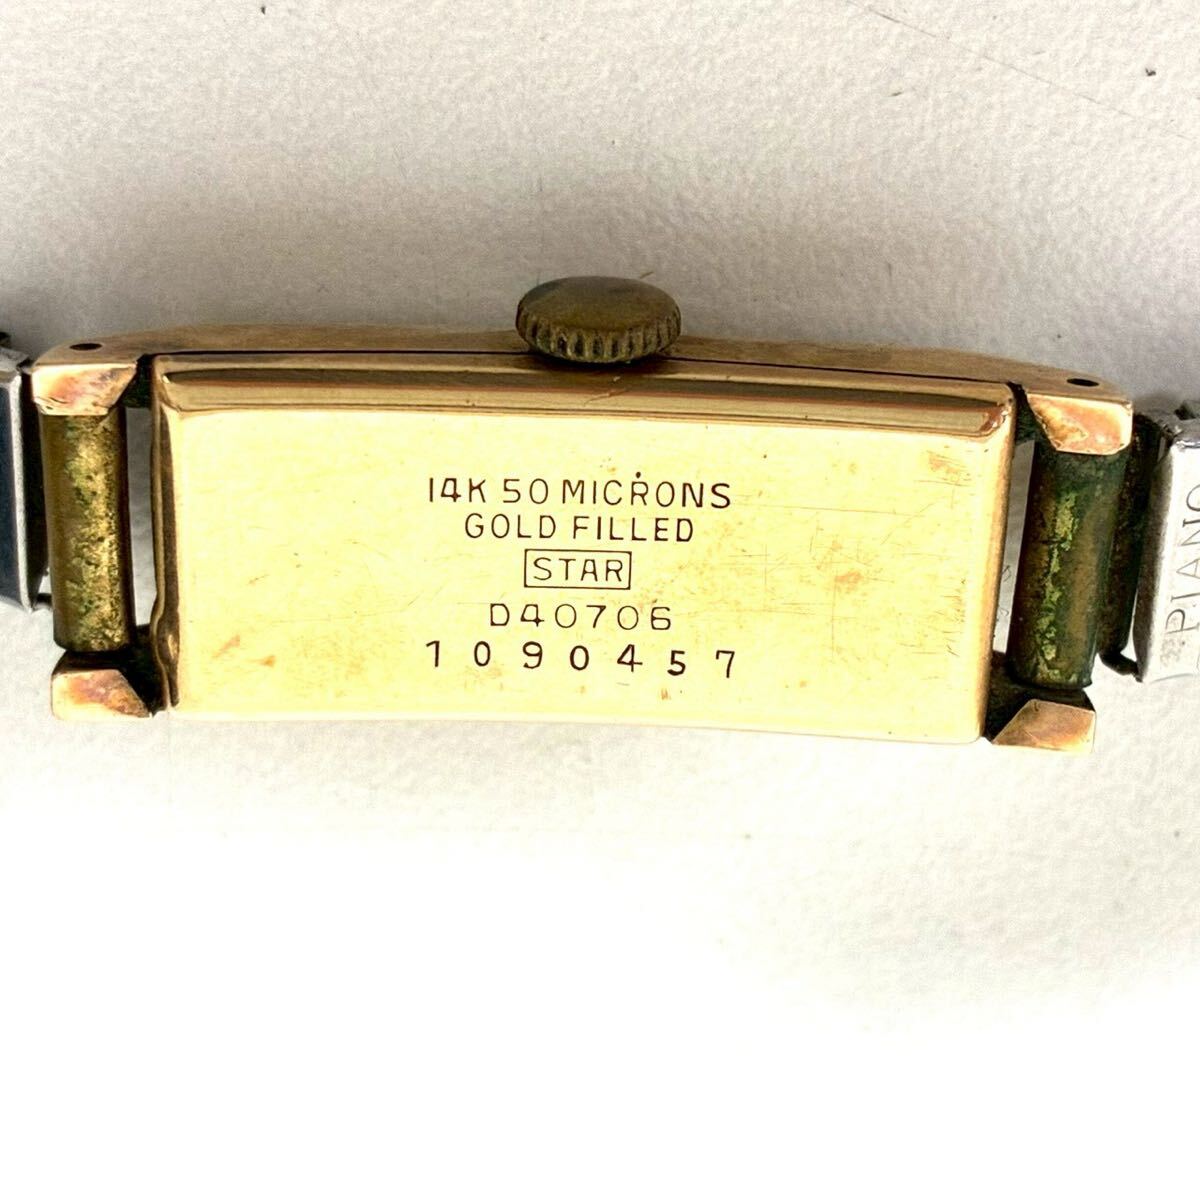 14K 50 MICRONS
GOLD FILLED
STAR
D40706
1090457
PIANO